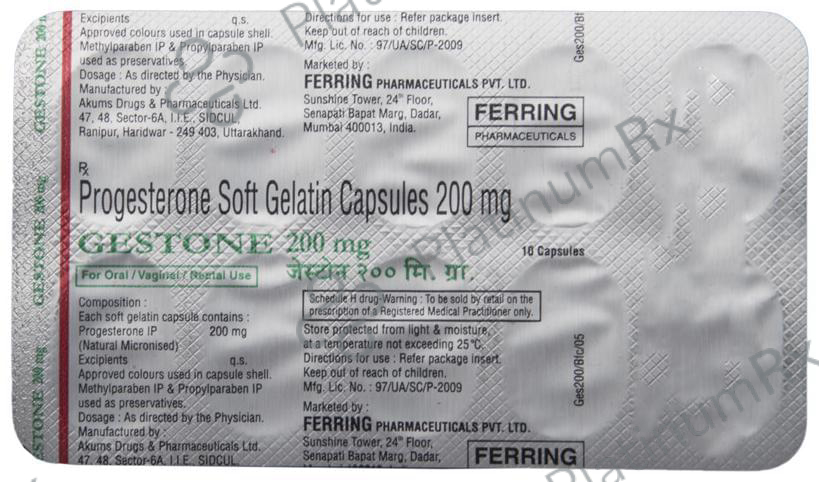 Excipients q.s.
Approved colours used in capsule shell.
Methylparaben IP & Propylparaben IP
used as preservatives.
Dosage : As directed by the Physician.
Manufactured by :
Akums Drugs & Pharmaceuticals Ltd.
47, 48, Sector-6A, I.I.E., SIDCUL,
Ranipur, Haridwar - 249 403, Uttarakhand.
Directions for use : Refer package insert.
Keep out of reach of children.
Mfg. Lic. No. : 97/UA/SC/P-2009
Marketed by :
FERRING PHARMACEUTICALS PVT. LTD.
Sunshine Tower, 24th Floor,
Senapati Bapat Marg, Dadar,
Mumbai 400013, India.
FERRING
PHARMACEUTICALS
Ges200/Bf
Rx
Progesterone Soft Gelatin Capsules 200 mg
GESTONE 200 mg
10 Capsules
For Oral / Vaginal / Rectal Use
जेस्टोन २०० मि. ग्रा.
Composition :
Each soft gelatin capsule contains :
Progesterone IP 200 mg
(Natural Micronised)
Excipients q.s.
Approved colours used in capsule shell.
Methylparaben IP & Propylparaben IP
used as preservatives.
Dosage : As directed by the Physician.
Manufactured by :
Akums Drugs & Pharmaceuticals Ltd.
47, 48, Sector-6A, I.I.E., SIDCUL,
Schedule H drug-Warning : To be sold by retail on the
prescription of a Registered Medical Practitioner only.
Store protected from light & moisture,
at a temperature not exceeding 25°C.
Directions for use : Refer package insert.
Keep out of reach of children.
Mfg. Lic. No. : 97/UA/SC/P-2009
Marketed by :
FERRING PHARMACEUTICALS PVT. LTD.
Sunshine Tower, 24th Floor,
Senapati Bapat Marg, Dadar,
FERRING
Ges200/Bfc/05
GESTONE 200
GESTONE 200 mg
STONE 200 mg
PlatinumRx
PlatinumRx